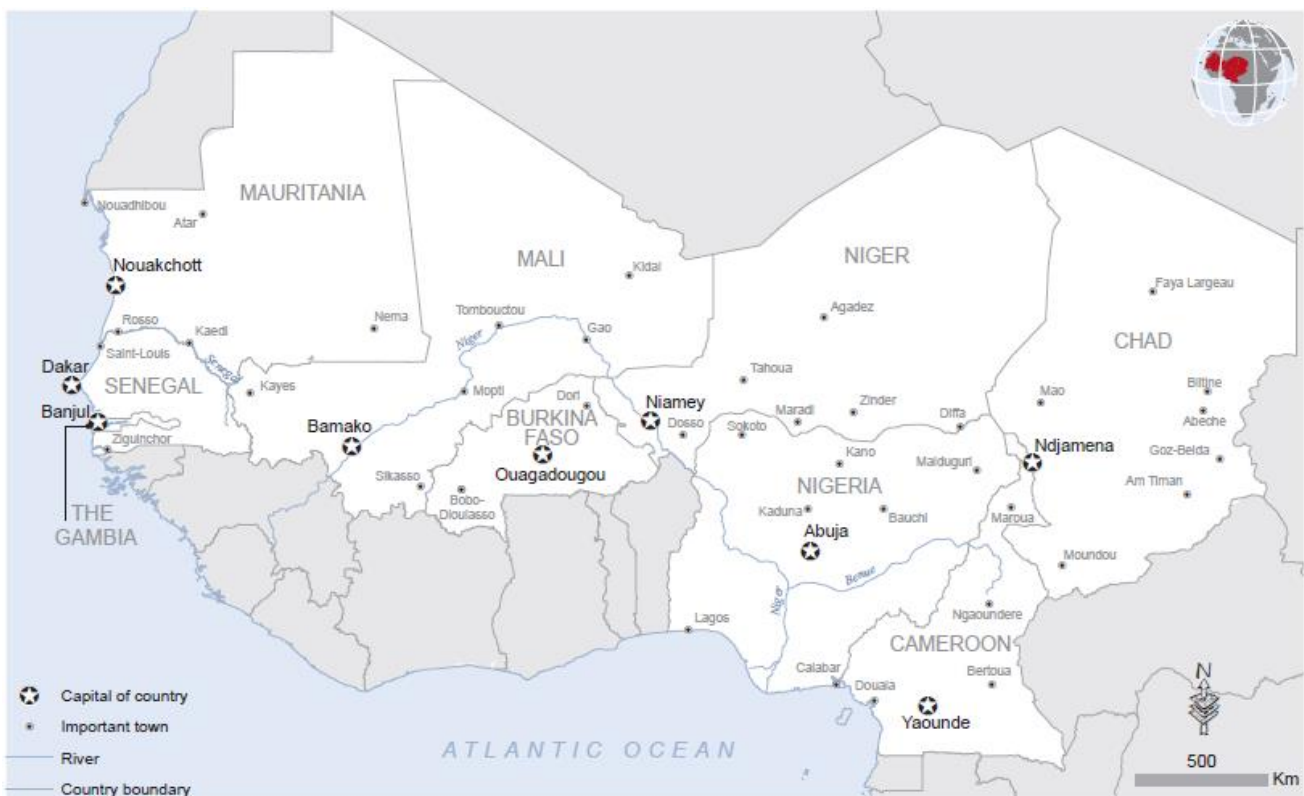 MAURITANIA
Nouadhibou
Atar
Nouakchott
MALI
Kidal
NIGER
Agadez
Faya Largeau
CHAD
Rosso
Kaedi
Nema
Tombouctou
Niger
Gao
Saint-Louis
Senegal
Dakar
SENEGAL
Kayes
Mopti
Dori
Tahoua
Zinder
Mao
Biltine
Abeche
Banjul
Bamako
BURKINA
FASO
Niamey
Dosso
Maradi
Sokoto
Diffa
Ndjamena
Goz-Beida
Ziguinchor
Ouagadougou
Kano
Maiduguri
Am Timan
Sikasso
Bobo-
Dioulasso
NIGERIA
Kaduna
Bauchi
Maroua
THE
GAMBIA
Abuja
Moundou
Benue
Niger
Ngaoundere
Lagos
CAMEROON
Calabar
Douala
Bertoua
Yaounde
N
Capital of country
Important town
River
Country boundary
ATLANTIC OCEAN
500
Km